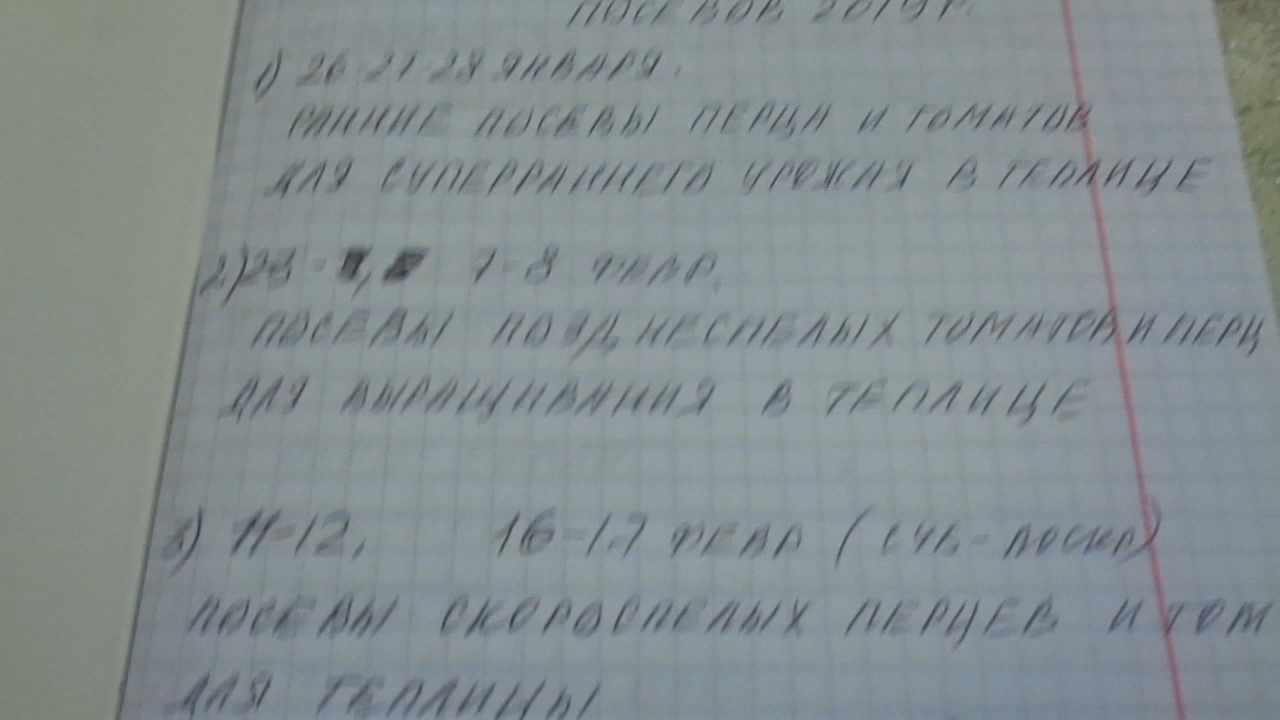 ПОСЕВОВ 2019 Г.
1) 26-27-28 ЯНВАРЯ.
РАННИЕ ПОСЕВЫ ПЕРЦА И ТОМАТОВ
ДЛЯ СУПЕРРАННЕГО УРОЖАЯ В ТЕПЛИЦЕ
2) 28 - 7-8 ФЕВР.
ПОСЕВЫ ПОЗДНЕСПЕЛЫХ ТОМАТОВ И ПЕРЦ
ДЛЯ ВЫРАЩИВАНИЯ В ТЕПЛИЦЕ
3) 11-12, 16-17 ФЕВР (СУБ-ВОСКР)
ПОСЕВЫ СКОРОСПЕЛЫХ ПЕРЦЕВ И ТОМ
ДЛЯ ТЕПЛИЦЫ